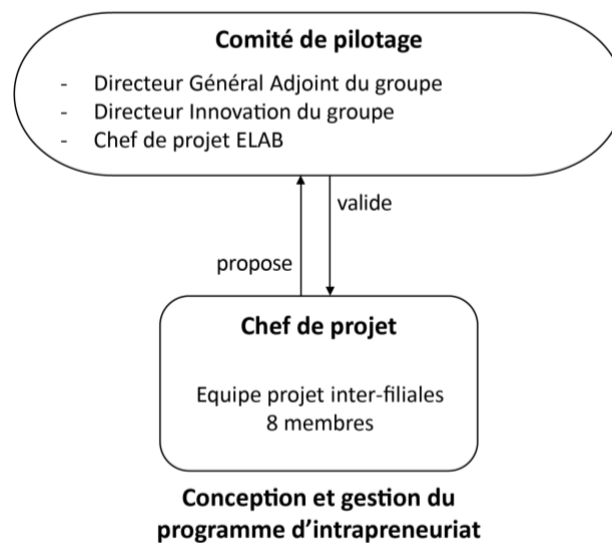 Comité de pilotage
- Directeur Général Adjoint du groupe
- Directeur Innovation du groupe
- Chef de projet ELAB
valide
propose
Chef de projet
Equipe projet inter-filiales
8 membres
Conception et gestion du
programme d'intrapreneuriat